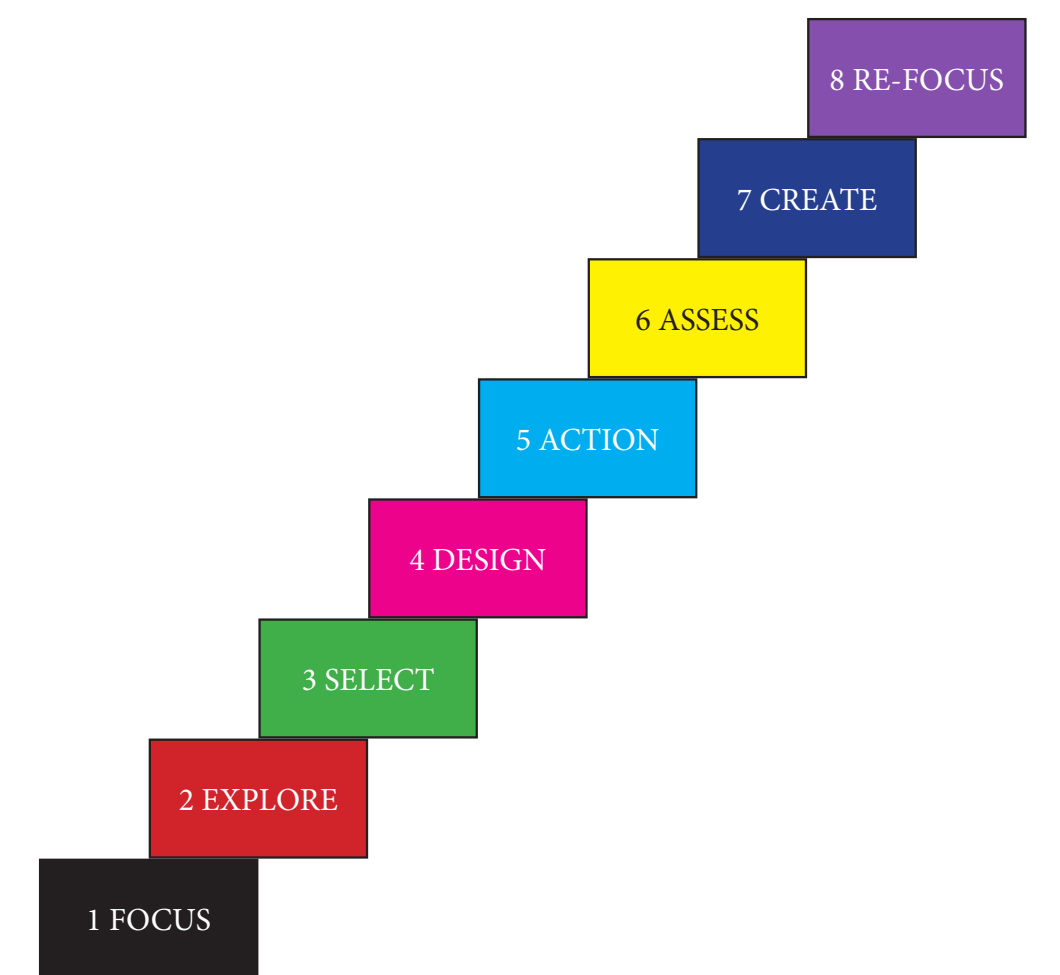 8 RE-FOCUS
7 CREATE
6 ASSESS
5 ACTION
4 DESIGN
3 SELECT
2 EXPLORE
1 FOCUS